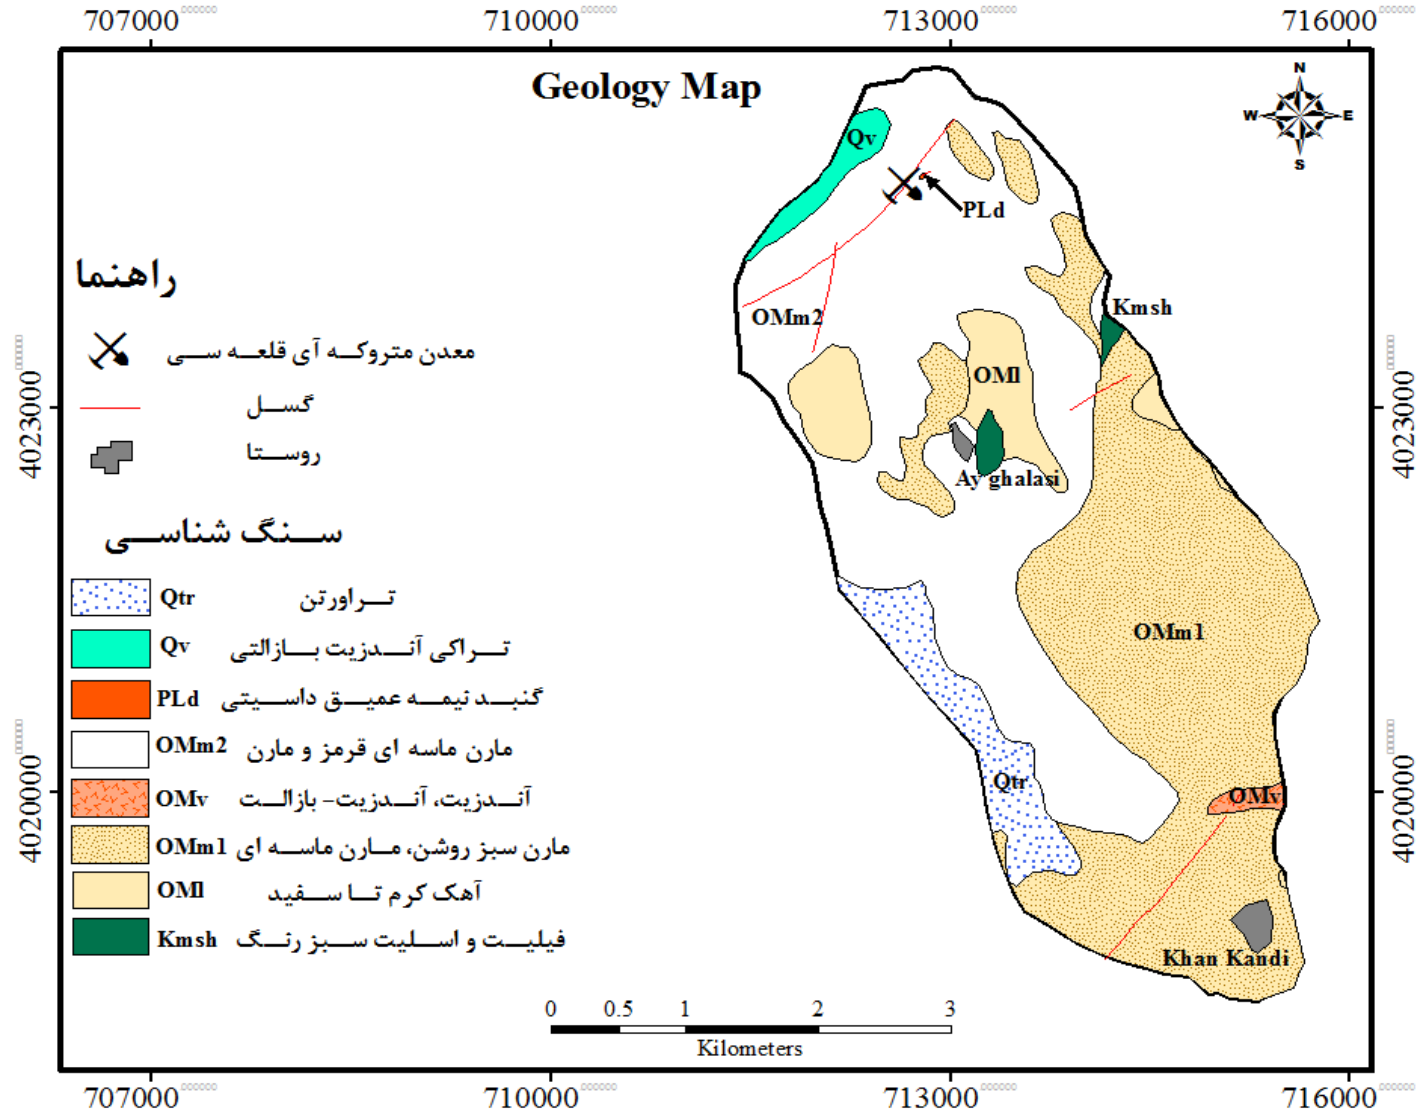 707000 710000 713000 716000
Geology Map
N
W E
S
Qv
PLd
راهنما
Kmsh
OMm2
معدن متروکه آی قلعه سی
OMl
گسل
4023000 4023000
روستا
Ay ghalasi
سنگ شناسی
Qtr تراورتن
OMm1
Qv تراکی آندزیت بازالتی
PLd گنبد نیمه عمیق داسیتی
OMm2 مارن ماسه ای قرمز و مارن
Qtr
OMv
4020000 4020000
OMv آندزیت، آندزیت- بازالت
OMm1 مارن سبز روشن، مارن ماسه ای
OMl آهک کرم تا سفید
Kmsh فیلیت و اسلیت سبز رنگ
Khan Kandi
0 0.5 1 2 3
Kilometers
707000 710000 713000 716000